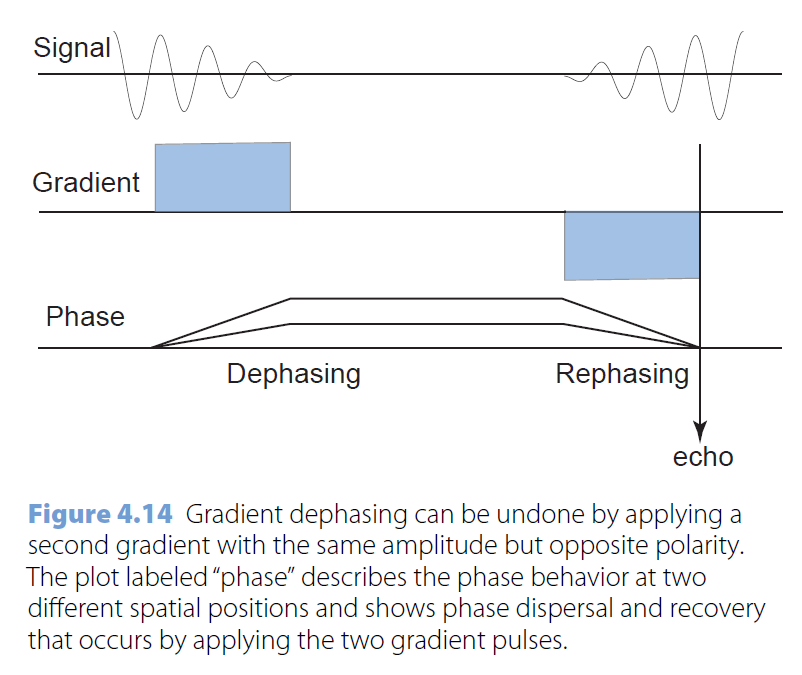 Signal
Gradient
Phase
Dephasing
Rephasing
echo
Figure 4.14 Gradient dephasing can be undone by applying a
second gradient with the same amplitude but opposite polarity.
The plot labeled “phase” describes the phase behavior at two
different spatial positions and shows phase dispersal and recovery
that occurs by applying the two gradient pulses.